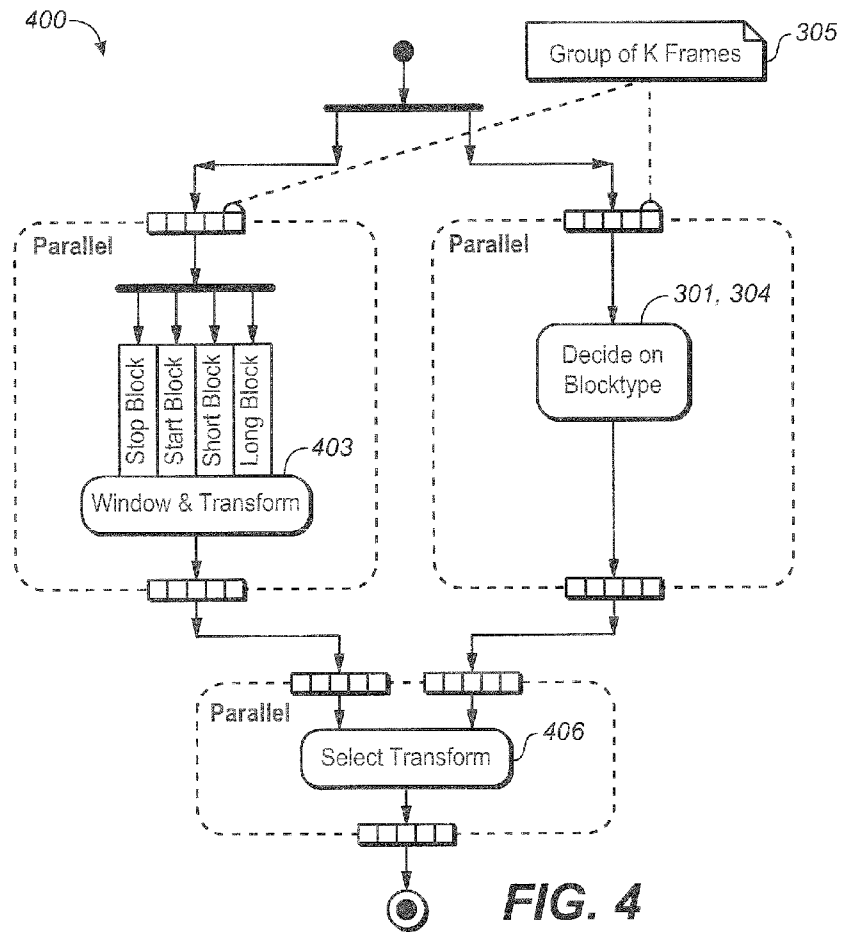 400
Group of K Frames
305
Parallel
Parallel
301, 304
Decide on
Blocktype
Stop Block
Start Block
Short Block
Long Block
403
Window & Transform
Parallel
406
Select Transform
FIG. 4